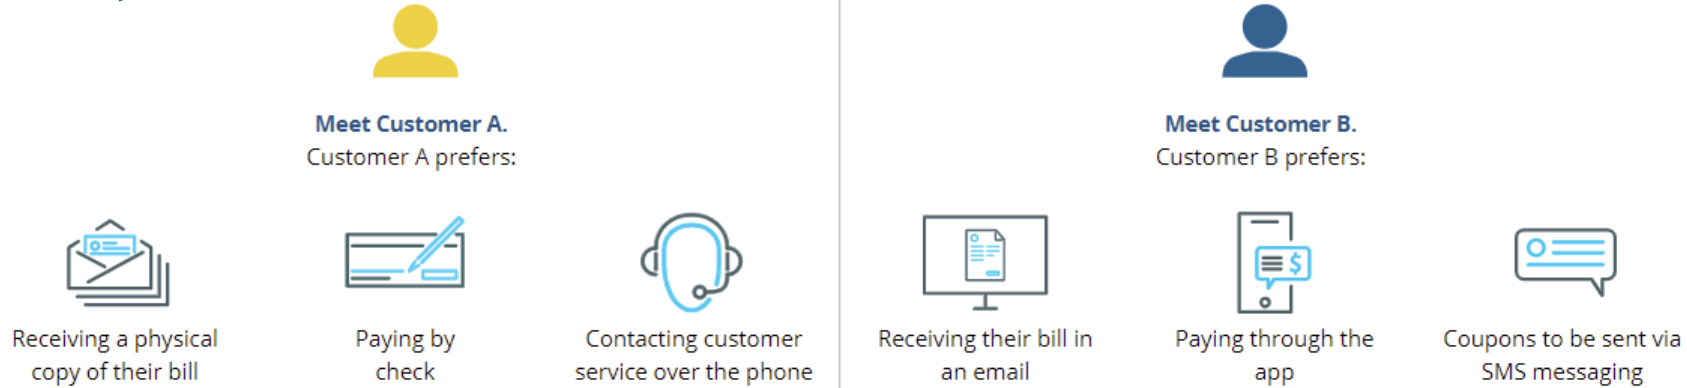 Meet Customer A.
Customer A prefers:
Receiving a physical
copy of their bill
Paying by
check
Contacting customer
service over the phone
Meet Customer B.
Customer B prefers:
$
Receiving their bill in
an email
Paying through the
app
Coupons to be sent via
SMS messaging